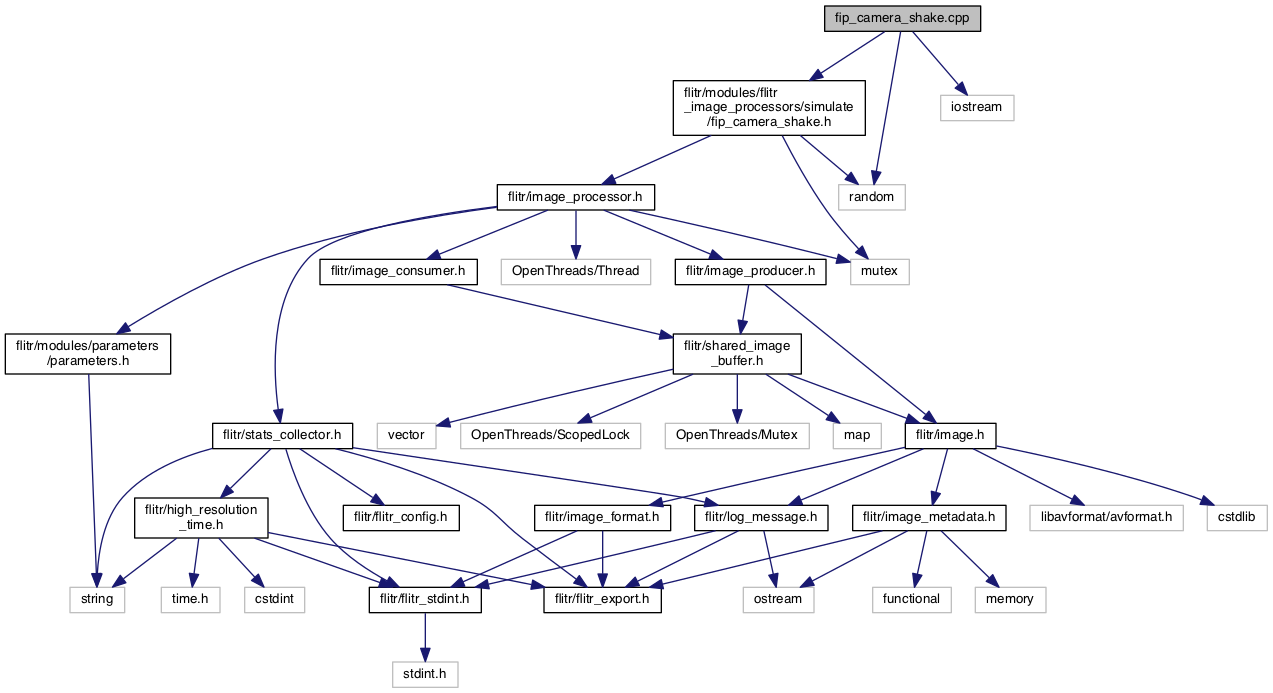 fip_camera_shake.cpp
flitr/modules/flitr
_image_processors/simulate
/fip_camera_shake.h
iostream
flitr/image_processor.h
random
flitr/image_consumer.h
OpenThreads/Thread
flitr/image_producer.h
mutex
flitr/modules/parameters
/parameters.h
flitr/shared_image
_buffer.h
flitr/stats_collector.h
vector
OpenThreads/ScopedLock
OpenThreads/Mutex
map
flitr/image.h
flitr/high_resolution
_time.h
flitr/flitr_config.h
flitr/image_format.h
flitr/log_message.h
flitr/image_metadata.h
libavformat/avformat.h
cstdlib
string
time.h
cstdint
flitr/flitr_stdint.h
flitr/flitr_export.h
ostream
functional
memory
stdint.h